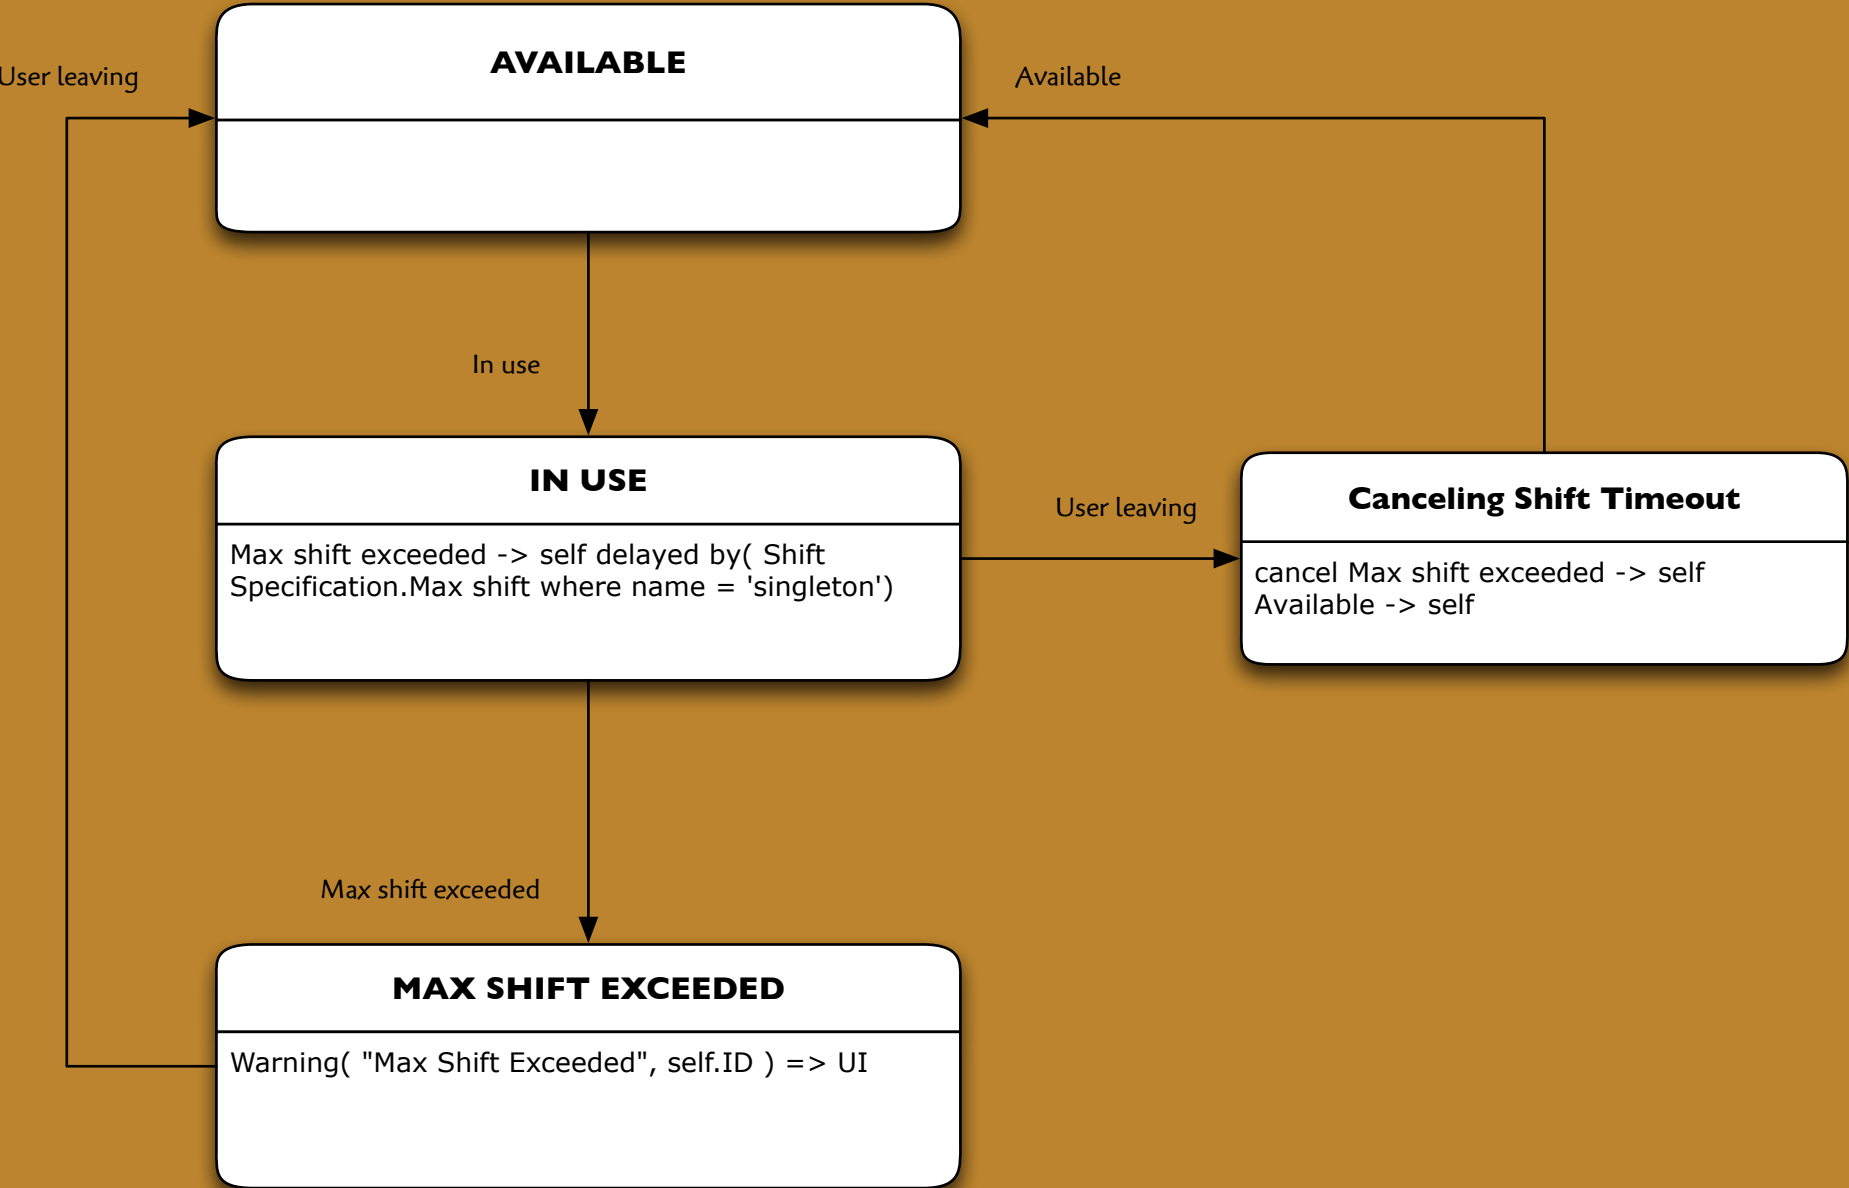 AVAILABLE
User leaving
Available
In use
IN USE
Max shift exceeded -> self delayed by( Shift
Specification.Max shift where name = 'singleton')
User leaving
Canceling Shift Timeout
cancel Max shift exceeded -> self
Available -> self
Max shift exceeded
MAX SHIFT EXCEEDED
Warning( "Max Shift Exceeded", self.ID ) => UI